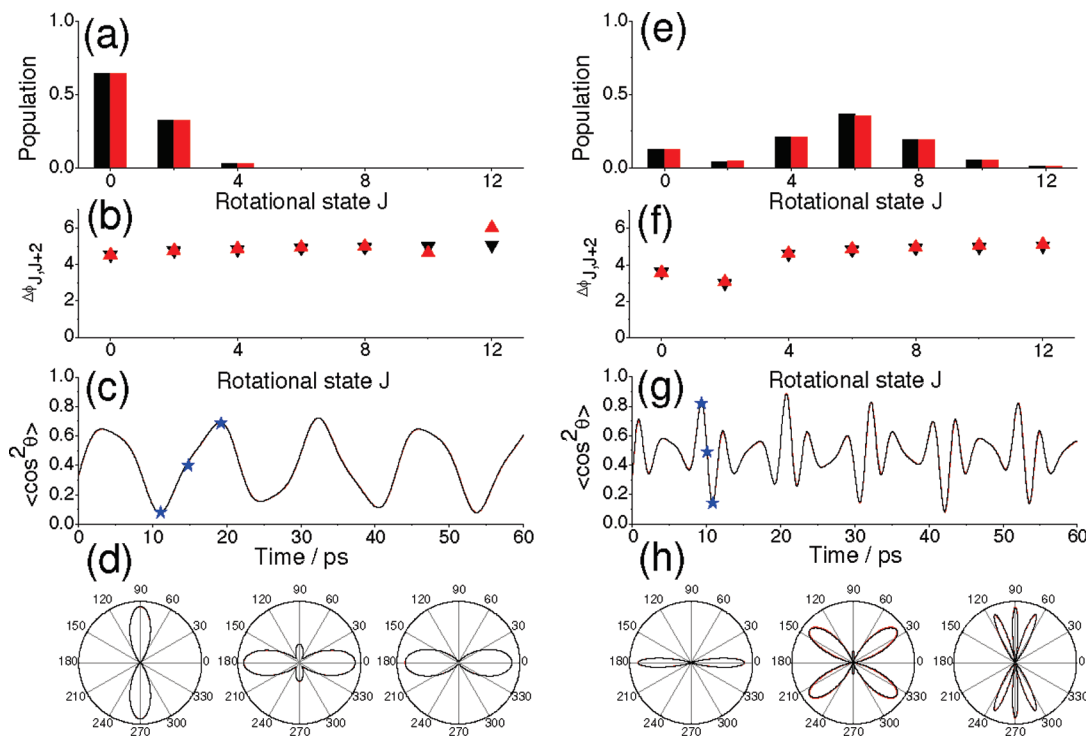 (a)
1.0
0.5
0.0
Population
0 4 8 12
Rotational state J
(b)
6
4
2
0
Δϕ J,J+2
0 4 8 12
Rotational state J
(c)
1.0
0.8
0.6
0.4
0.2
0.0
<cos²θ>
0 10 20 30 40 50 60
Time / ps
(d)
90
120 60
150 30
180 0
210 330
240 300
270
90
120 60
150 30
180 0
210 330
240 300
270
90
120 60
150 30
180 0
210 330
240 300
270
(e)
1.0
0.5
0.0
Population
0 4 8 12
Rotational state J
(f)
6
4
2
0
Δϕ J,J+2
0 4 8 12
Rotational state J
(g)
1.0
0.8
0.6
0.4
0.2
0.0
<cos²θ>
0 10 20 30 40 50 60
Time / ps
(h)
90
120 60
150 30
180 0
210 330
240 300
270
90
120 60
150 30
180 0
210 330
240 300
270
90
120 60
150 30
180 0
210 330
240 300
270